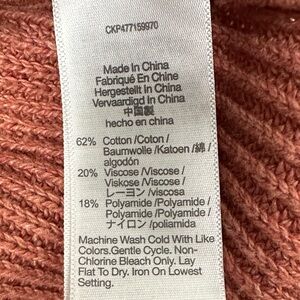 CKP477159970
Made In China
Fabriqué En Chine
Hergestellt In China
Vervaardigd In China
中国製
hecho en china
62% Cotton /Coton /
Baumwolle /Katoen /綿 /
algodón
20% Viscose /Viscose /
Viskose /Viscose /
レーヨン /viscosa
18% Polyamide /Polyamide /
Polyamide /Polyamide /
ナイロン /poliamida
Machine Wash Cold With Like
Colors.Gentle Cycle. Non-
Chlorine Bleach Only. Lay
Flat To Dry. Iron On Lowest
Setting.